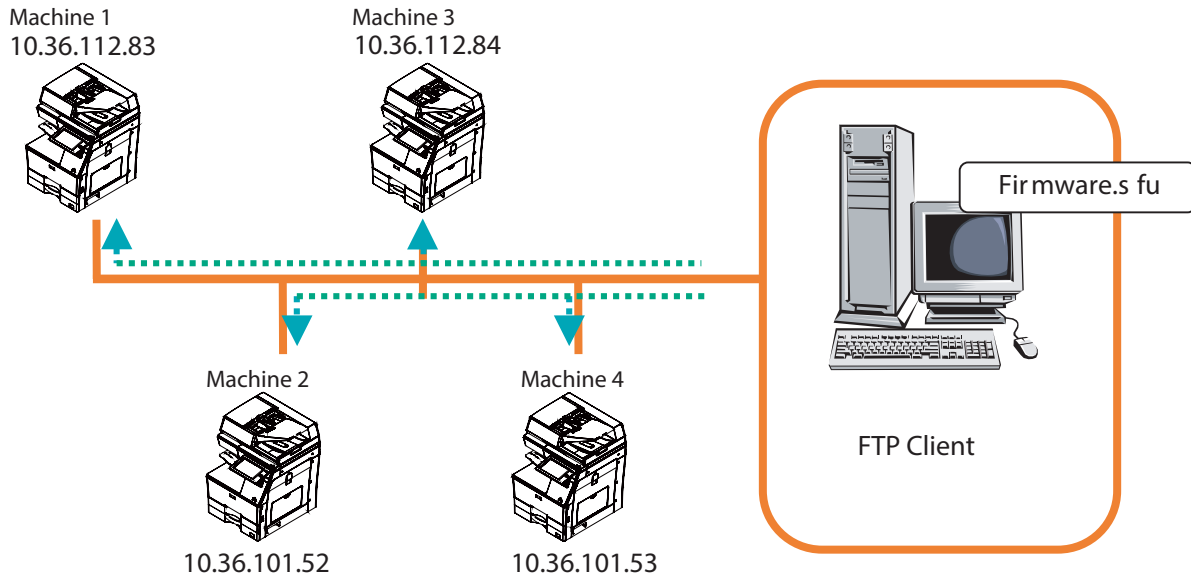 Machine 1
10.36.112.83
Machine 3
10.36.112.84
Firmware.s fu
Machine 2
10.36.101.52
Machine 4
10.36.101.53
FTP Client